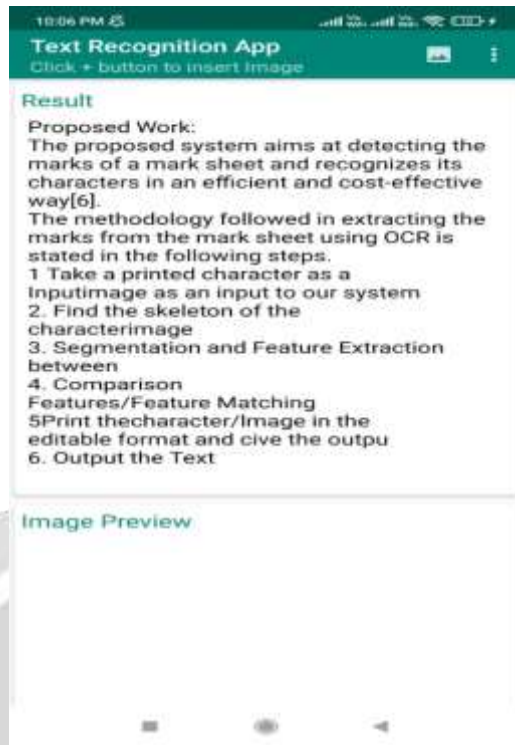 10:06 PM
Text Recognition App
Click + button to insert Image
Result
Proposed Work:
The proposed system aims at detecting the
marks of a mark sheet and recognizes its
characters in an efficient and cost-effective
way[6].
The methodology followed in extracting the
marks from the mark sheet using OCR is
stated in the following steps.
1 Take a printed character as a
Inputimage as an input to our system
2. Find the skeleton of the
characterimage
3. Segmentation and Feature Extraction
between
4. Comparison
Features/Feature Matching
5Print thecharacter/Image in the
editable format and cive the outpu
6. Output the Text
Image Preview